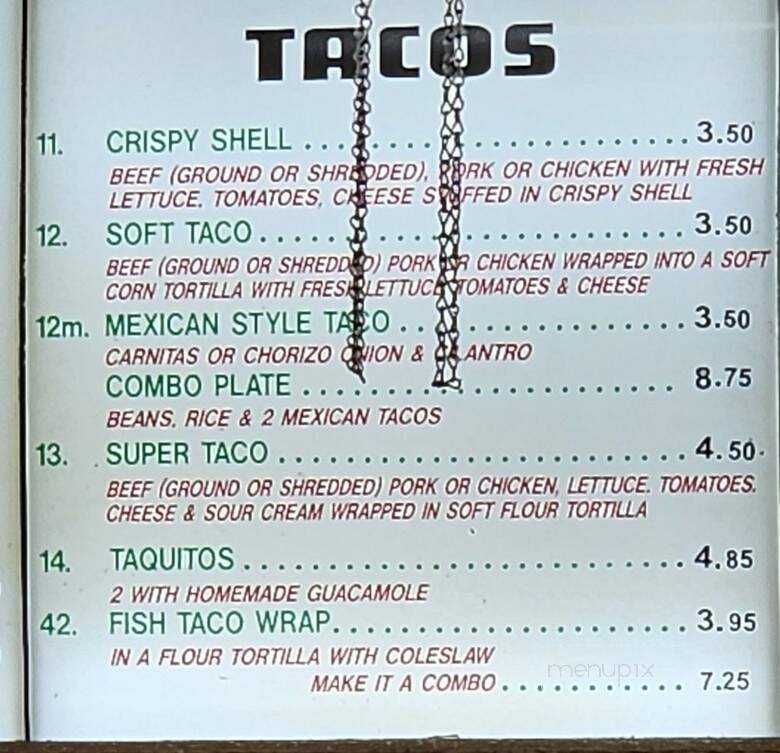 TACOS
11. CRISPY SHELL ........................... 3.50
BEEF (GROUND OR SHREDDED), PORK OR CHICKEN WITH FRESH
LETTUCE, TOMATOES, CHEESE STUFFED IN CRISPY SHELL
12. SOFT TACO ........................... 3.50
BEEF (GROUND OR SHREDDED) PORK OR CHICKEN WRAPPED INTO A SOFT
CORN TORTILLA WITH FRESH LETTUCE TOMATOES & CHEESE
12m. MEXICAN STYLE TACO .................. 3.50
CARNITAS OR CHORIZO ONION & CILANTRO
COMBO PLATE ........................ 8.75
BEANS, RICE & 2 MEXICAN TACOS
13. SUPER TACO .......................... 4.50
BEEF (GROUND OR SHREDDED) PORK OR CHICKEN, LETTUCE, TOMATOES,
CHEESE & SOUR CREAM WRAPPED IN SOFT FLOUR TORTILLA
14. TAQUITOS ............................ 4.85
2 WITH HOMEMADE GUACAMOLE
42. FISH TACO WRAP ...................... 3.95
IN A FLOUR TORTILLA WITH COLESLAW
MAKE IT A COMBO ............ 7.25
menupix